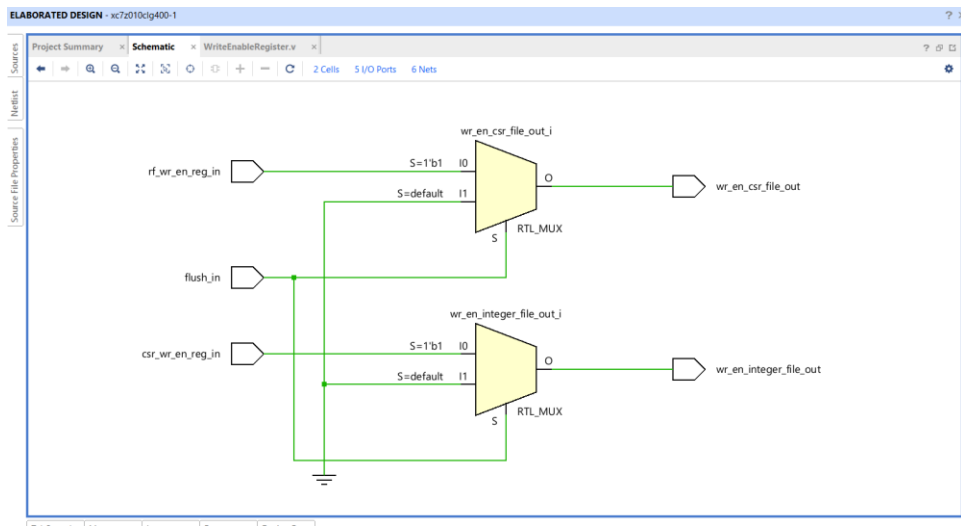 ELABORATED DESIGN - xc7z010clg400-1
? 
Sources
Netlist
Source File Properties
Project Summary × Schematic × WriteEnableRegister.v ×
?
2 Cells 5 I/O Ports 6 Nets
wr_en_csr_file_out_i
rf_wr_en_reg_in
S=1'b1 I0
S=default I1
O
wr_en_csr_file_out
S
RTL_MUX
flush_in
wr_en_integer_file_out_i
csr_wr_en_reg_in
S=1'b1 I0
S=default I1
O
wr_en_integer_file_out
S
RTL_MUX